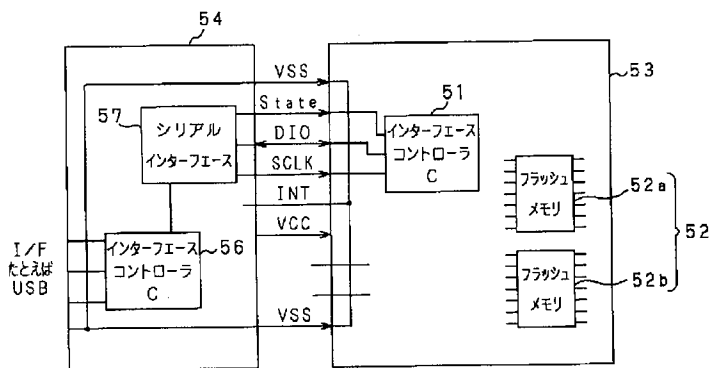 54
VSS
State
57
シリアル
インターフェース
DIO
SCLK
INT
VCC
56
インターフェース
コントローラ
C
I/F
たとえば
USB
VSS
53
51
インターフェース
コントローラ
C
フラッシュ
メモリ
52a
52
フラッシュ
メモリ
52b